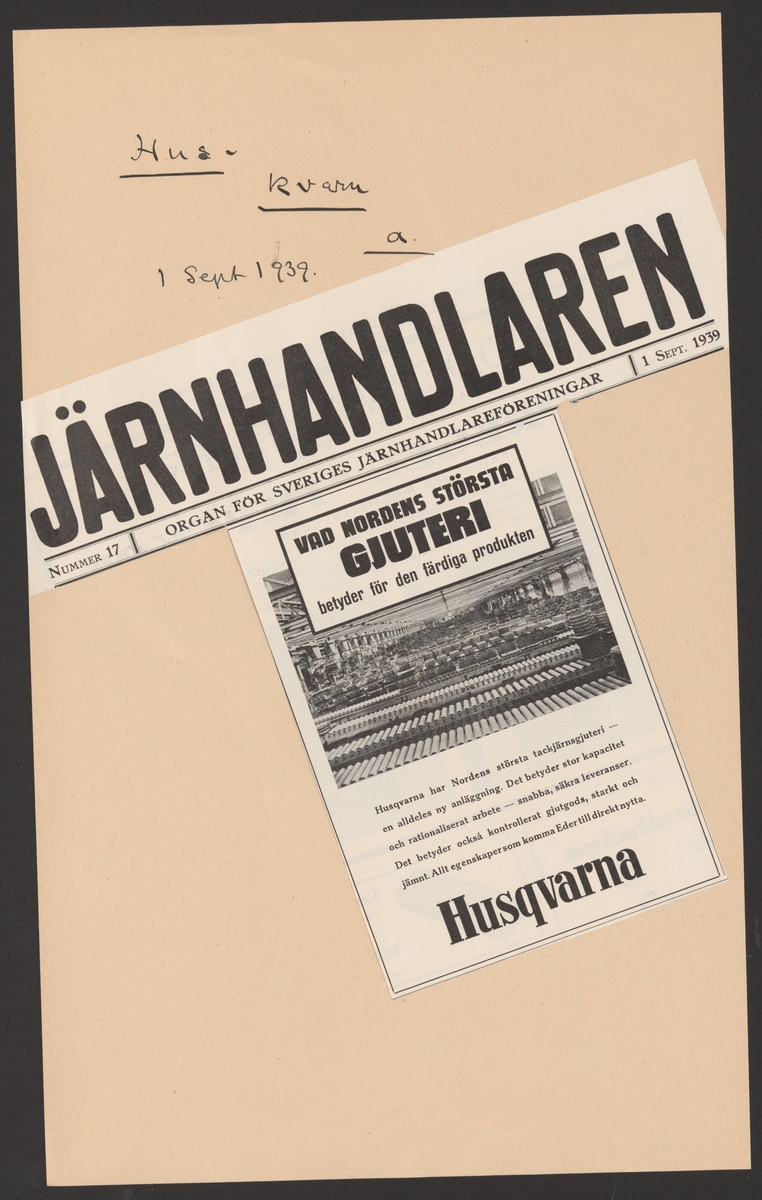 Hus-
kvarn
a.
1 Sept 1939.
JÄRNHANDLAREN
NUMMER 17 | ORGAN FÖR SVERIGES JÄRNHANDLAREFÖRENINGAR | 1 SEPT. 1939
VAD NORDENS STÖRSTA
GJUTERI
betyder för den färdiga produkten
Husqvarna har Nordens största tackjärnsgjuteri —
en alldeles ny anläggning. Det betyder stor kapacitet
och rationaliserat arbete — snabba, säkra leveranser.
Det betyder också kontrollerat gjutgods, starkt och
jämnt. Allt egenskaper som komma Eder till direkt nytta.
Husqvarna